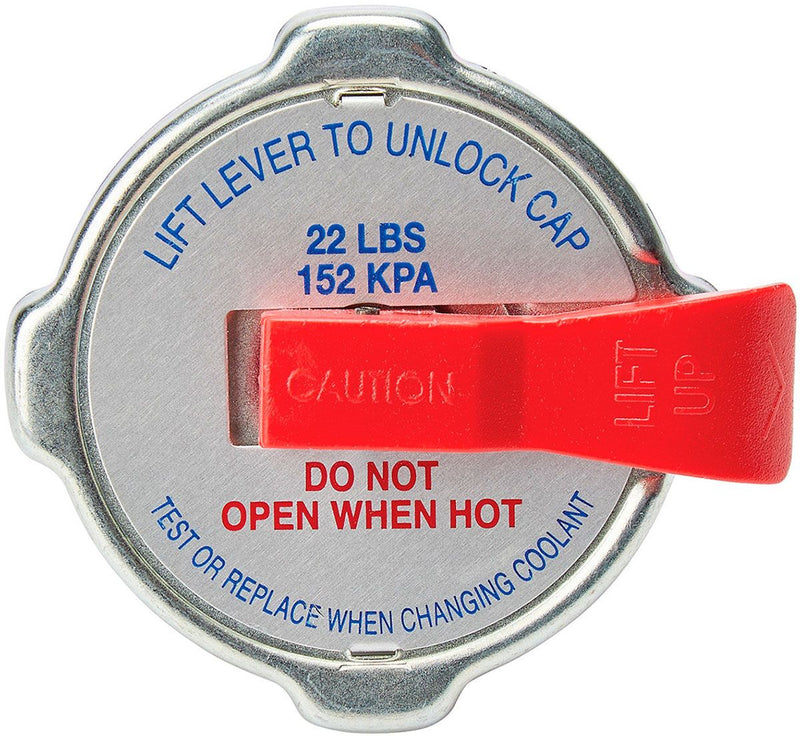 LIFT LEVER TO UNLOCK CAP
22 LBS
152 KPA
CAUTION
LIFT
UP
DO NOT
OPEN WHEN HOT
TEST OR REPLACE WHEN CHANGING COOLANT